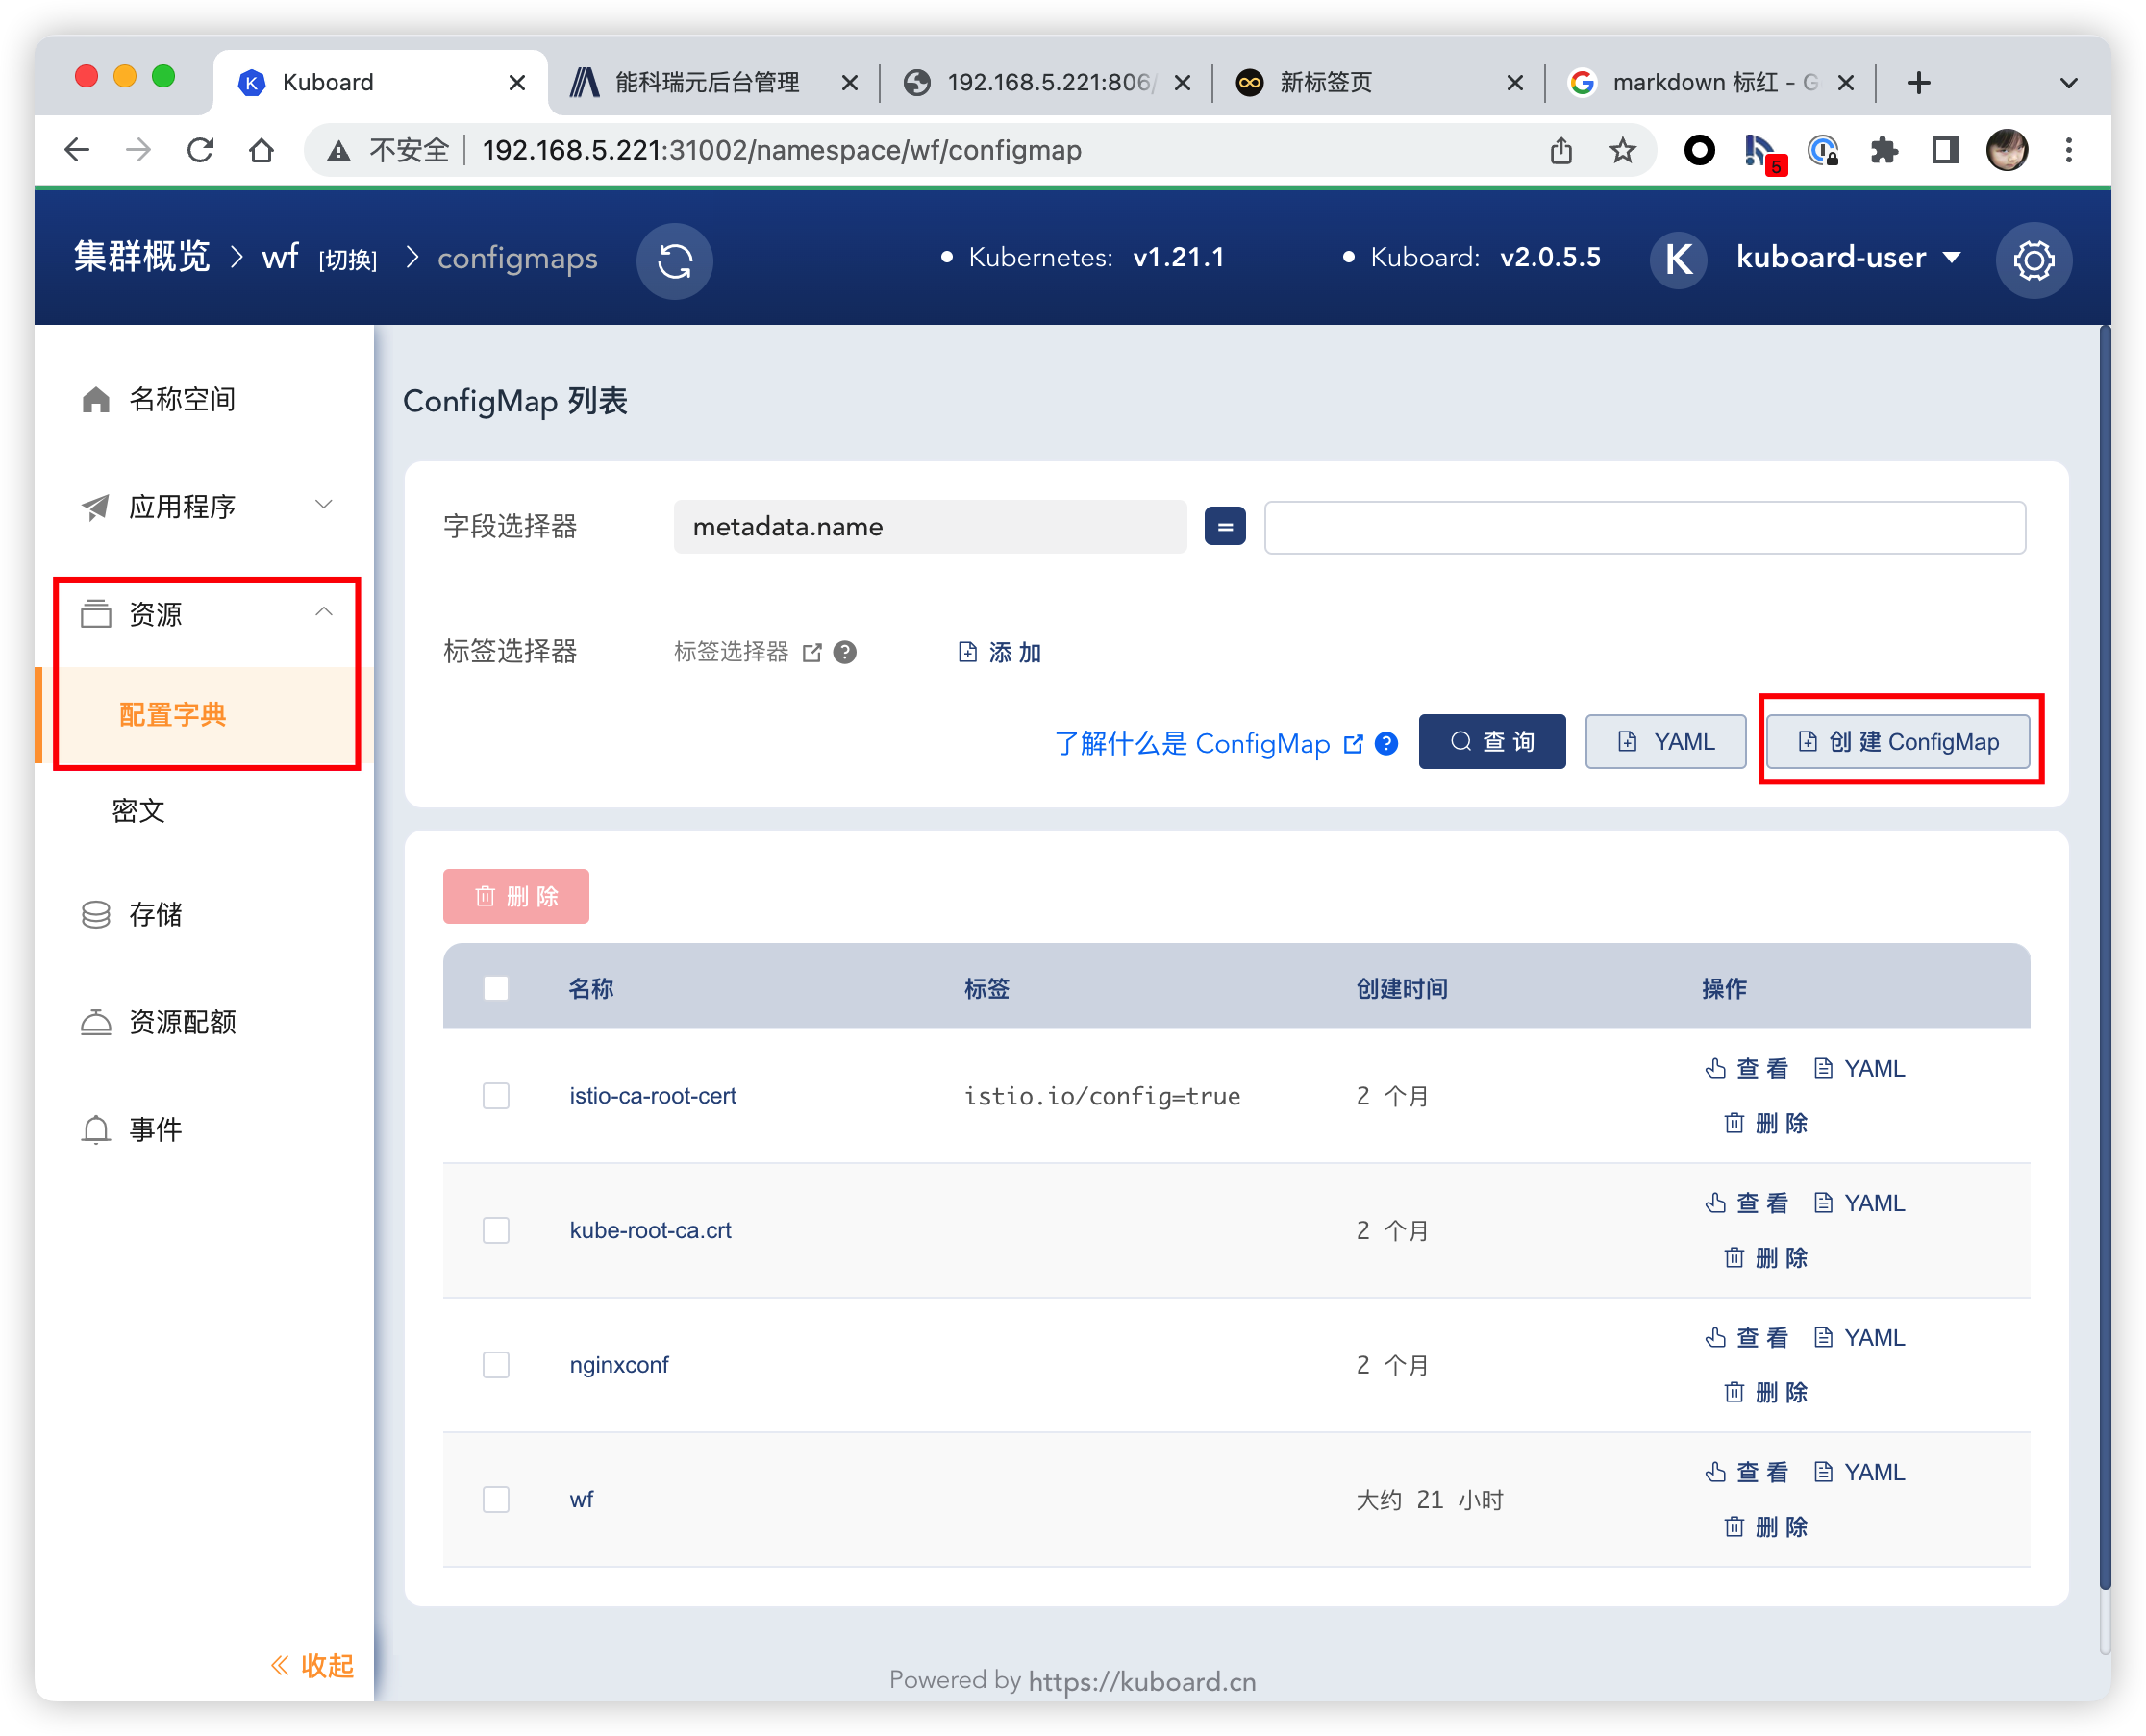 Kuboard
能科瑞元后台管理
192.168.5.221:806/
新标签页
markdown 标红 - G
不安全
192.168.5.221:31002/namespace/wf/configmap
5
集群概览 > wf [切换] > configmaps
Kubernetes: v1.21.1
Kuboard: v2.0.5.5
K
kuboard-user
名称空间
应用程序
资源
配置字典
密文
存储
资源配额
事件
收起
ConfigMap 列表
字段选择器
metadata.name
=
标签选择器
标签选择器
添 加
了解什么是 ConfigMap
查 询
YAML
创 建 ConfigMap
删 除
名称 标签 创建时间 操作
istio-ca-root-cert istio.io/config=true 2 个月 查 看 YAML
删 除
kube-root-ca.crt 2 个月 查 看 YAML
删 除
nginxconf 2 个月 查 看 YAML
删 除
wf 大约 21 小时 查 看 YAML
删 除
Powered by https://kuboard.cn